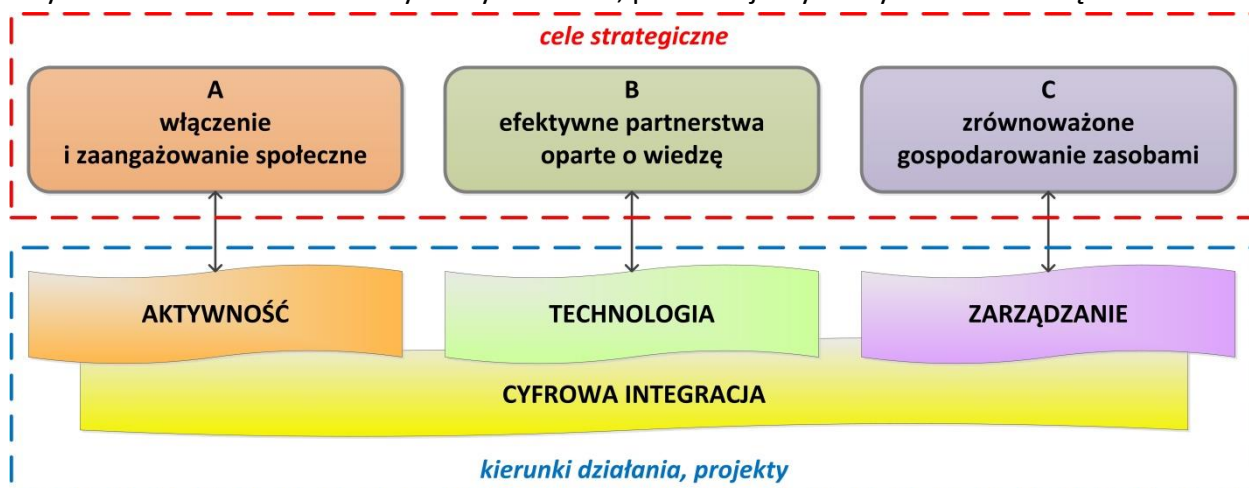 cele strategiczne
A
włączenie
i zaangażowanie społeczne
B
efektywne partnerstwa
oparte o wiedzę
C
zrównoważone
gospodarowanie zasobami
AKTYWNOŚĆ
TECHNOLOGIA
ZARZĄDZANIE
CYFROWA INTEGRACJA
kierunki działania, projekty